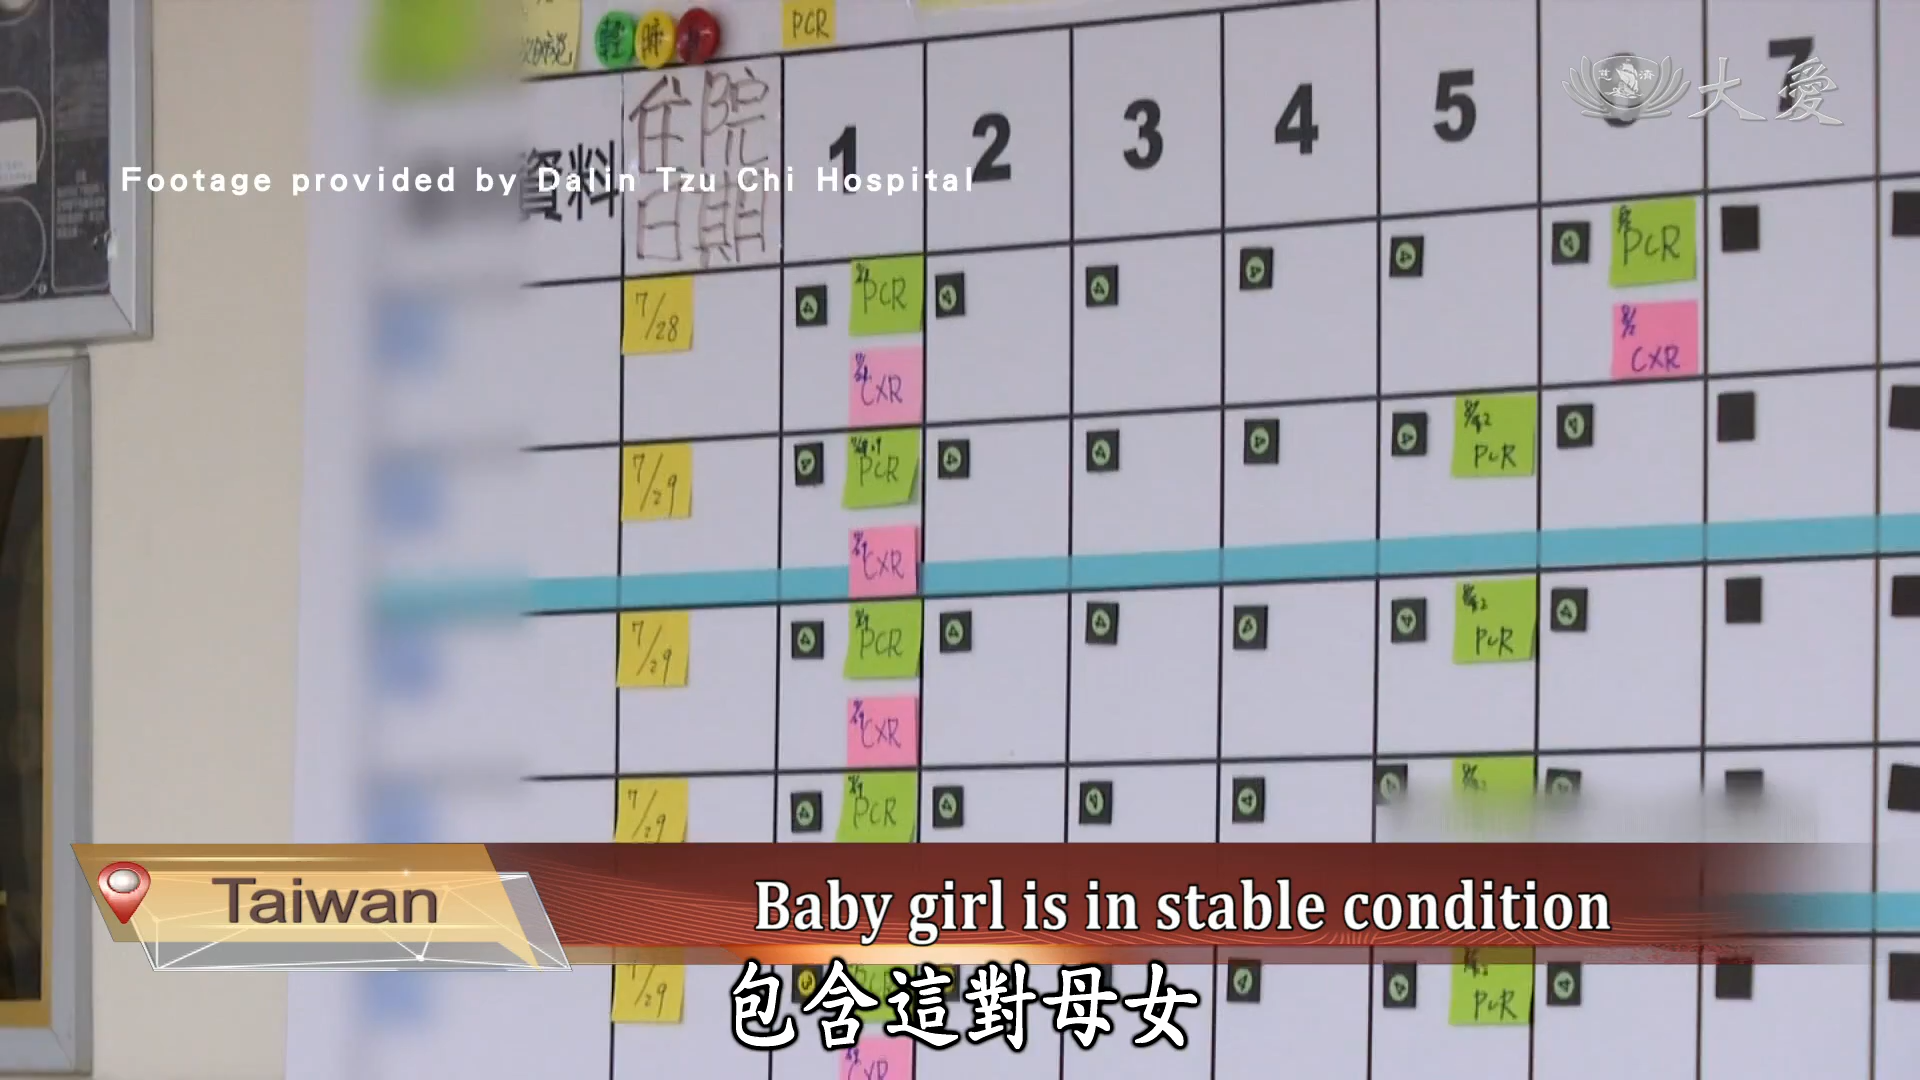 PCR
大愛
資料
住院
日期
1 2 3 4 5 7
Footage provided by Dalin Tzu Chi Hospital
7/28
PCR
CXR
PCR
CXR
7/29
PCR
CXR
PCR
7/29
PCR
CXR
PCR
7/29
PCR
Taiwan
Baby girl is in stable condition
7/29
PCR
CXR
包含這對母女